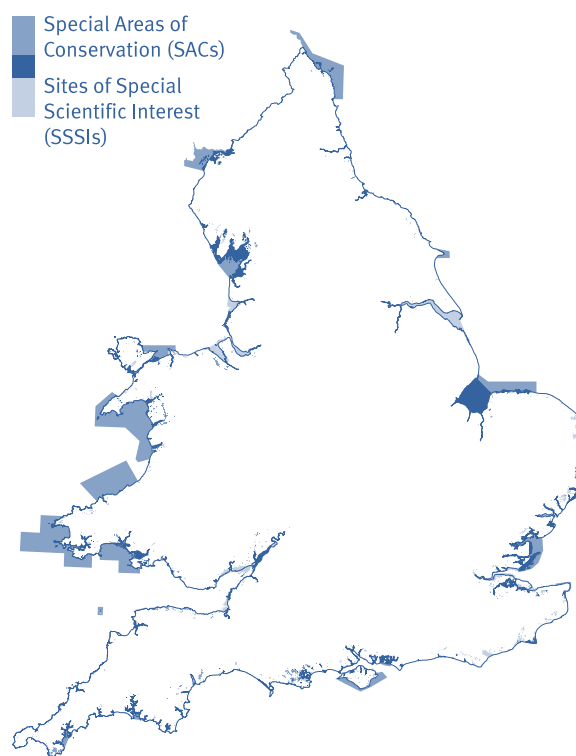 Special Areas of
Conservation (SACs)
Sites of Special
Scientific Interest
(SSSIs)